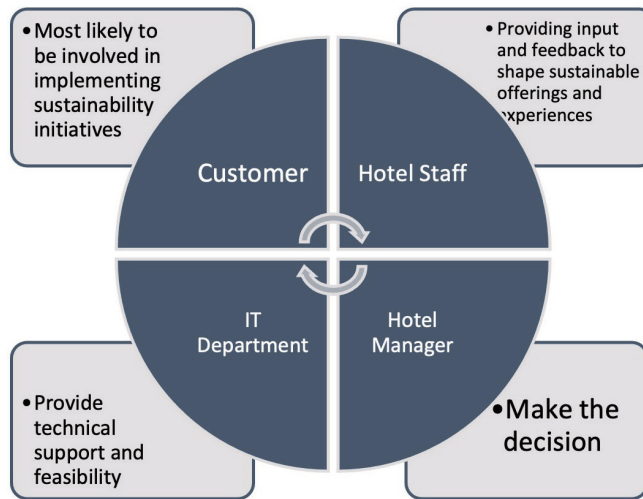 •Most likely to
be involved in
implementing
sustainability
initiatives
•Providing input
and feedback to
shape sustainable
offerings and
experiences
Customer
Hotel Staff
IT
Department
Hotel
Manager
•Provide
technical
support and
feasibility
•Make the
decision